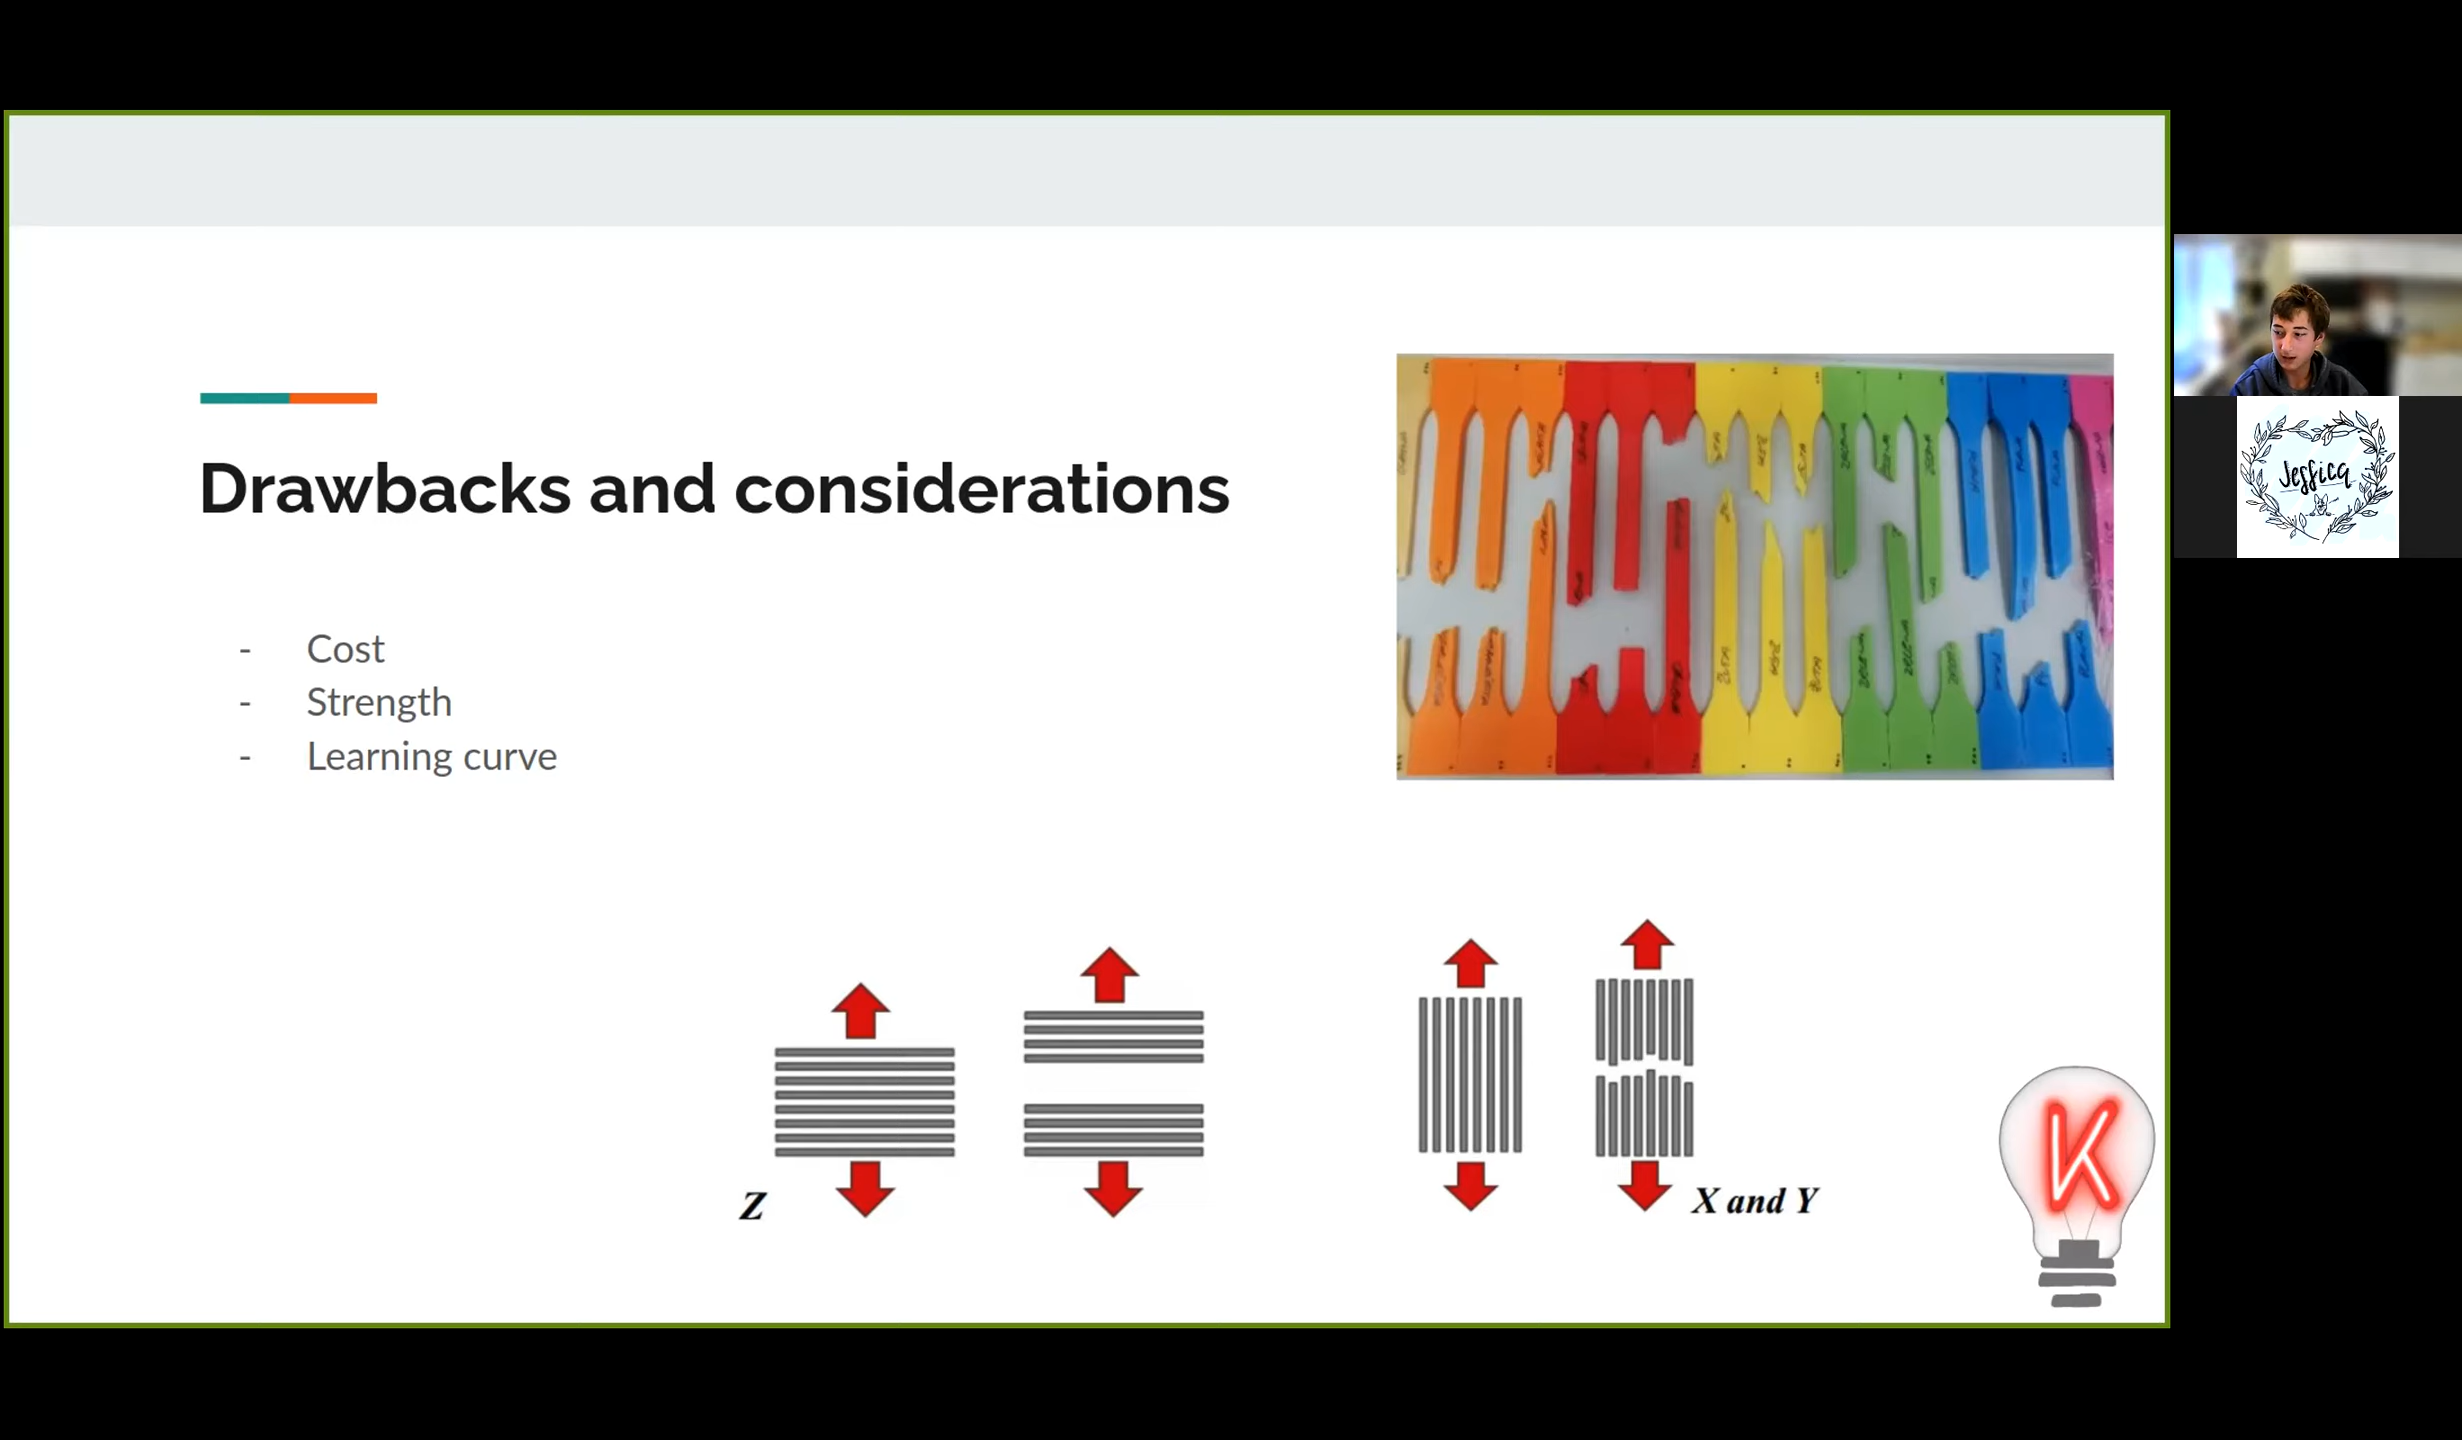 Drawbacks and considerations
- Cost
- Strength
- Learning curve
Z
X and Y
K
Jessica